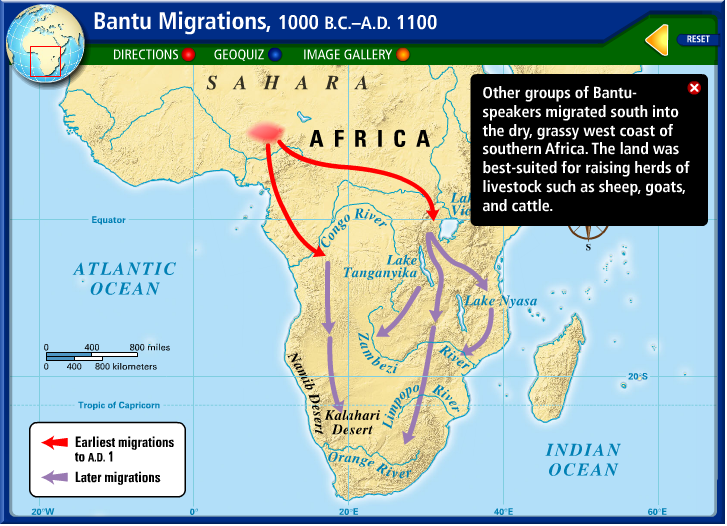 Bantu Migrations, 1000 B.C.–A.D. 1100
DIRECTIONS
GEOQUIZ
IMAGE GALLERY
RESET
SAHARA
AFRICA
Other groups of Bantu-
speakers migrated south into
the dry, grassy west coast of
southern Africa. The land was
best-suited for raising herds of
livestock such as sheep, goats,
and cattle.
Equator
Congo River
S
ATLANTIC
OCEAN
Lake
Tanganyika
Lake Nyasa
0 400 800 miles
0 400 800 kilometers
Zambezi
River
Namib Desert
20°S
Tropic of Capricorn
Limpopo
River
Kalahari
Desert
Orange River
INDIAN
OCEAN
Earliest migrations
to A.D. 1
Later migrations
20°W
0°
20°E
40°E
60°E